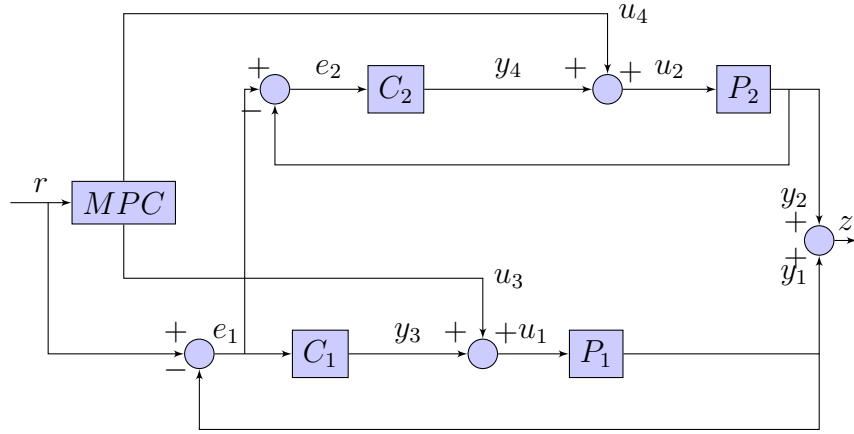 u4
+ e2 C2 y4 + + u2 P2
−
r MPC
y2
+
z
+
y1
u3
+ e1 C1 y3 + + u1 P1
−